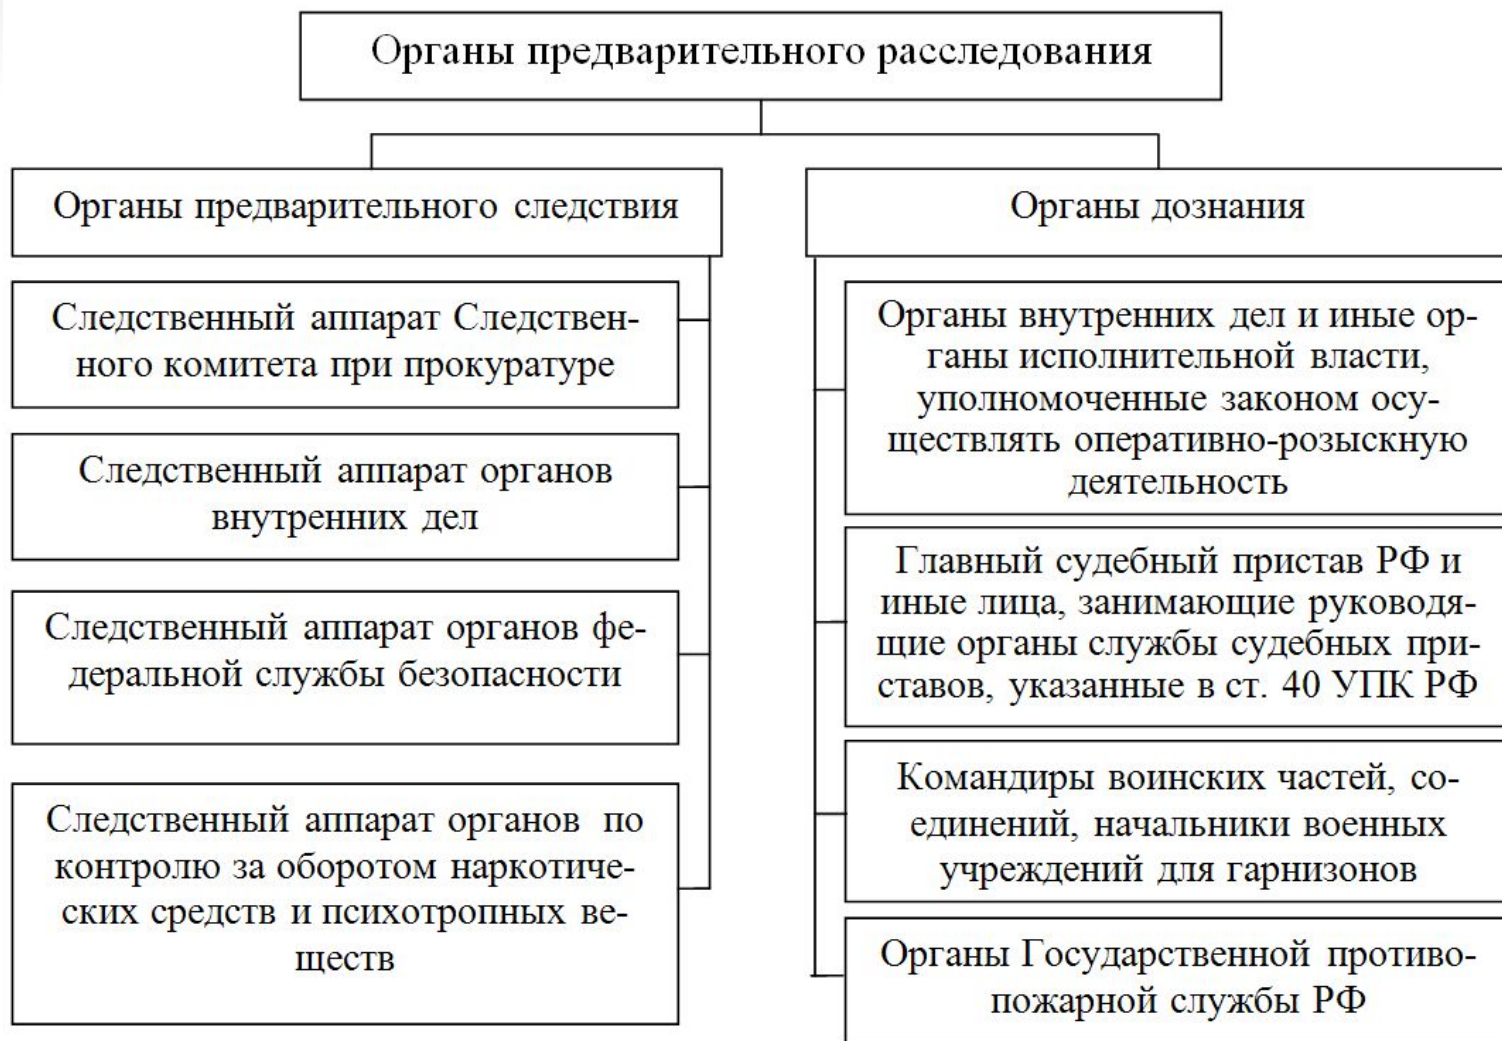 Органы предварительного расследования
Органы предварительного следствия
Следственный аппарат Следствен-
ного комитета при прокуратуре
Следственный аппарат органов
внутренних дел
Следственный аппарат органов фе-
деральной службы безопасности
Следственный аппарат органов по
контролю за оборотом наркотиче-
ских средств и психотропных ве-
ществ
Органы дознания
Органы внутренних дел и иные ор-
ганы исполнительной власти,
уполномоченные законом осу-
ществлять оперативно-розыскную
деятельность
Главный судебный пристав РФ и
иные лица, занимающие руководя-
щие органы службы судебных при-
ставов, указанные в ст. 40 УПК РФ
Командиры воинских частей, со-
единений, начальники военных
учреждений для гарнизонов
Органы Государственной противо-
пожарной службы РФ